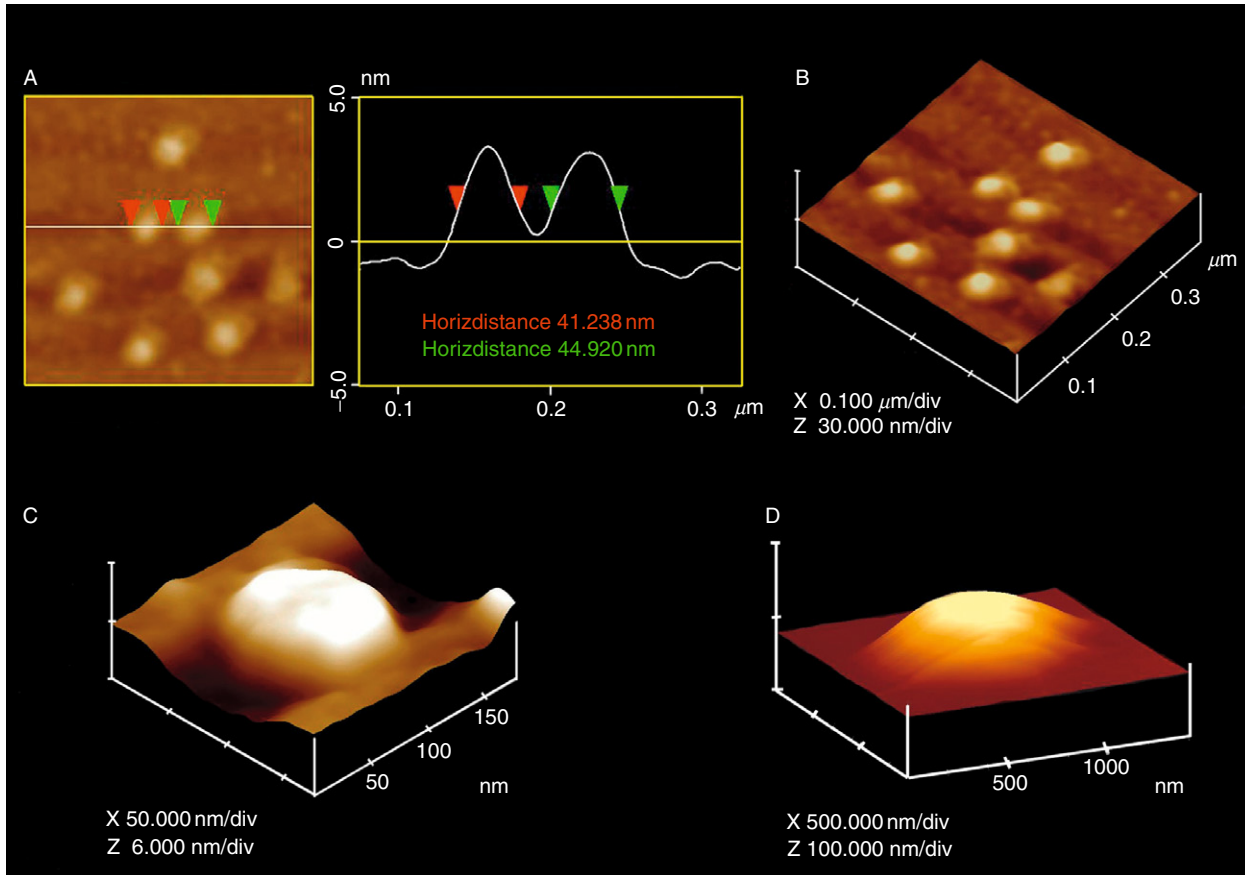 A
nm
5.0
0
−5.0
Horizdistance 41.238 nm
Horizdistance 44.920 nm
0.1
0.2
0.3
μm
B
μm
0.3
0.2
0.1
X 0.100 μm/div
Z 30.000 nm/div
C
150
100
50
nm
X 50.000 nm/div
Z 6.000 nm/div
D
1000
500
nm
X 500.000 nm/div
Z 100.000 nm/div